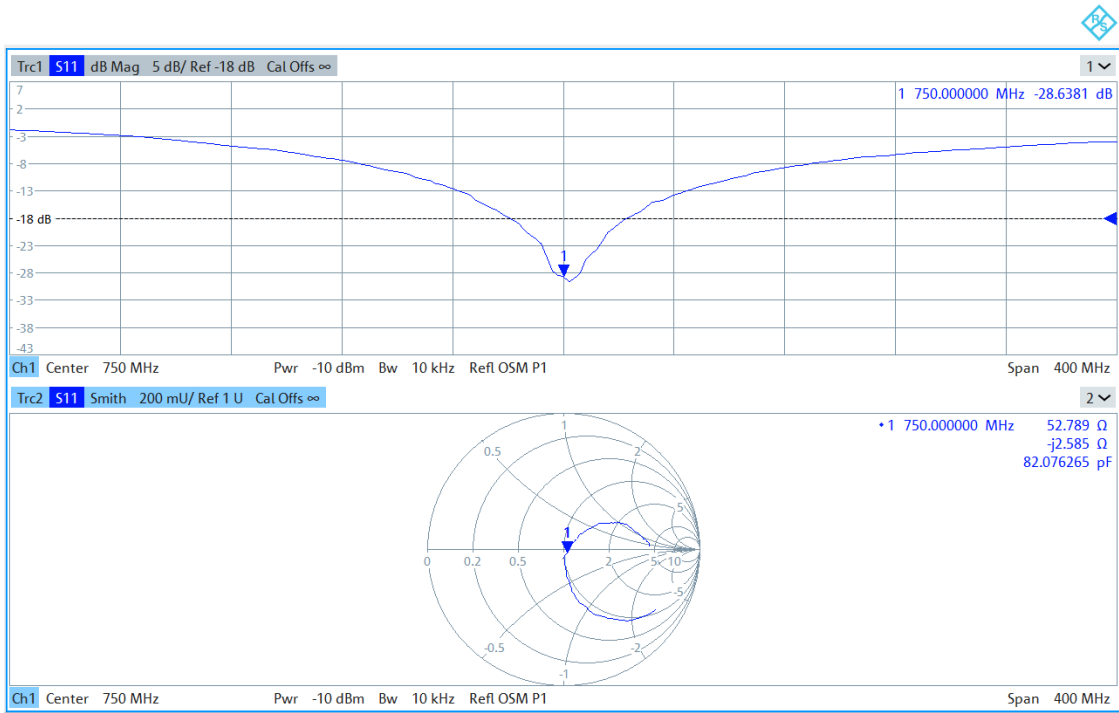 R&S
Trc1 S11 dB Mag 5 dB/ Ref -18 dB Cal Offs ∞ 1
1 750.000000 MHz -28.6381 dB
7
2
-3
-8
-13
-18 dB
-23
1
-28
-33
-38
-43
Ch1 Center 750 MHz Pwr -10 dBm Bw 10 kHz Refl OSM P1 Span 400 MHz
Trc2 S11 Smith 200 mU/ Ref 1 U Cal Offs ∞ 2
1 750.000000 MHz 52.789 Ω
-j2.585 Ω
82.076265 pF
1
0.5 2
5
1
0 0.2 0.5 2 5 10
-5
-0.5 -2
-1
Ch1 Center 750 MHz Pwr -10 dBm Bw 10 kHz Refl OSM P1 Span 400 MHz